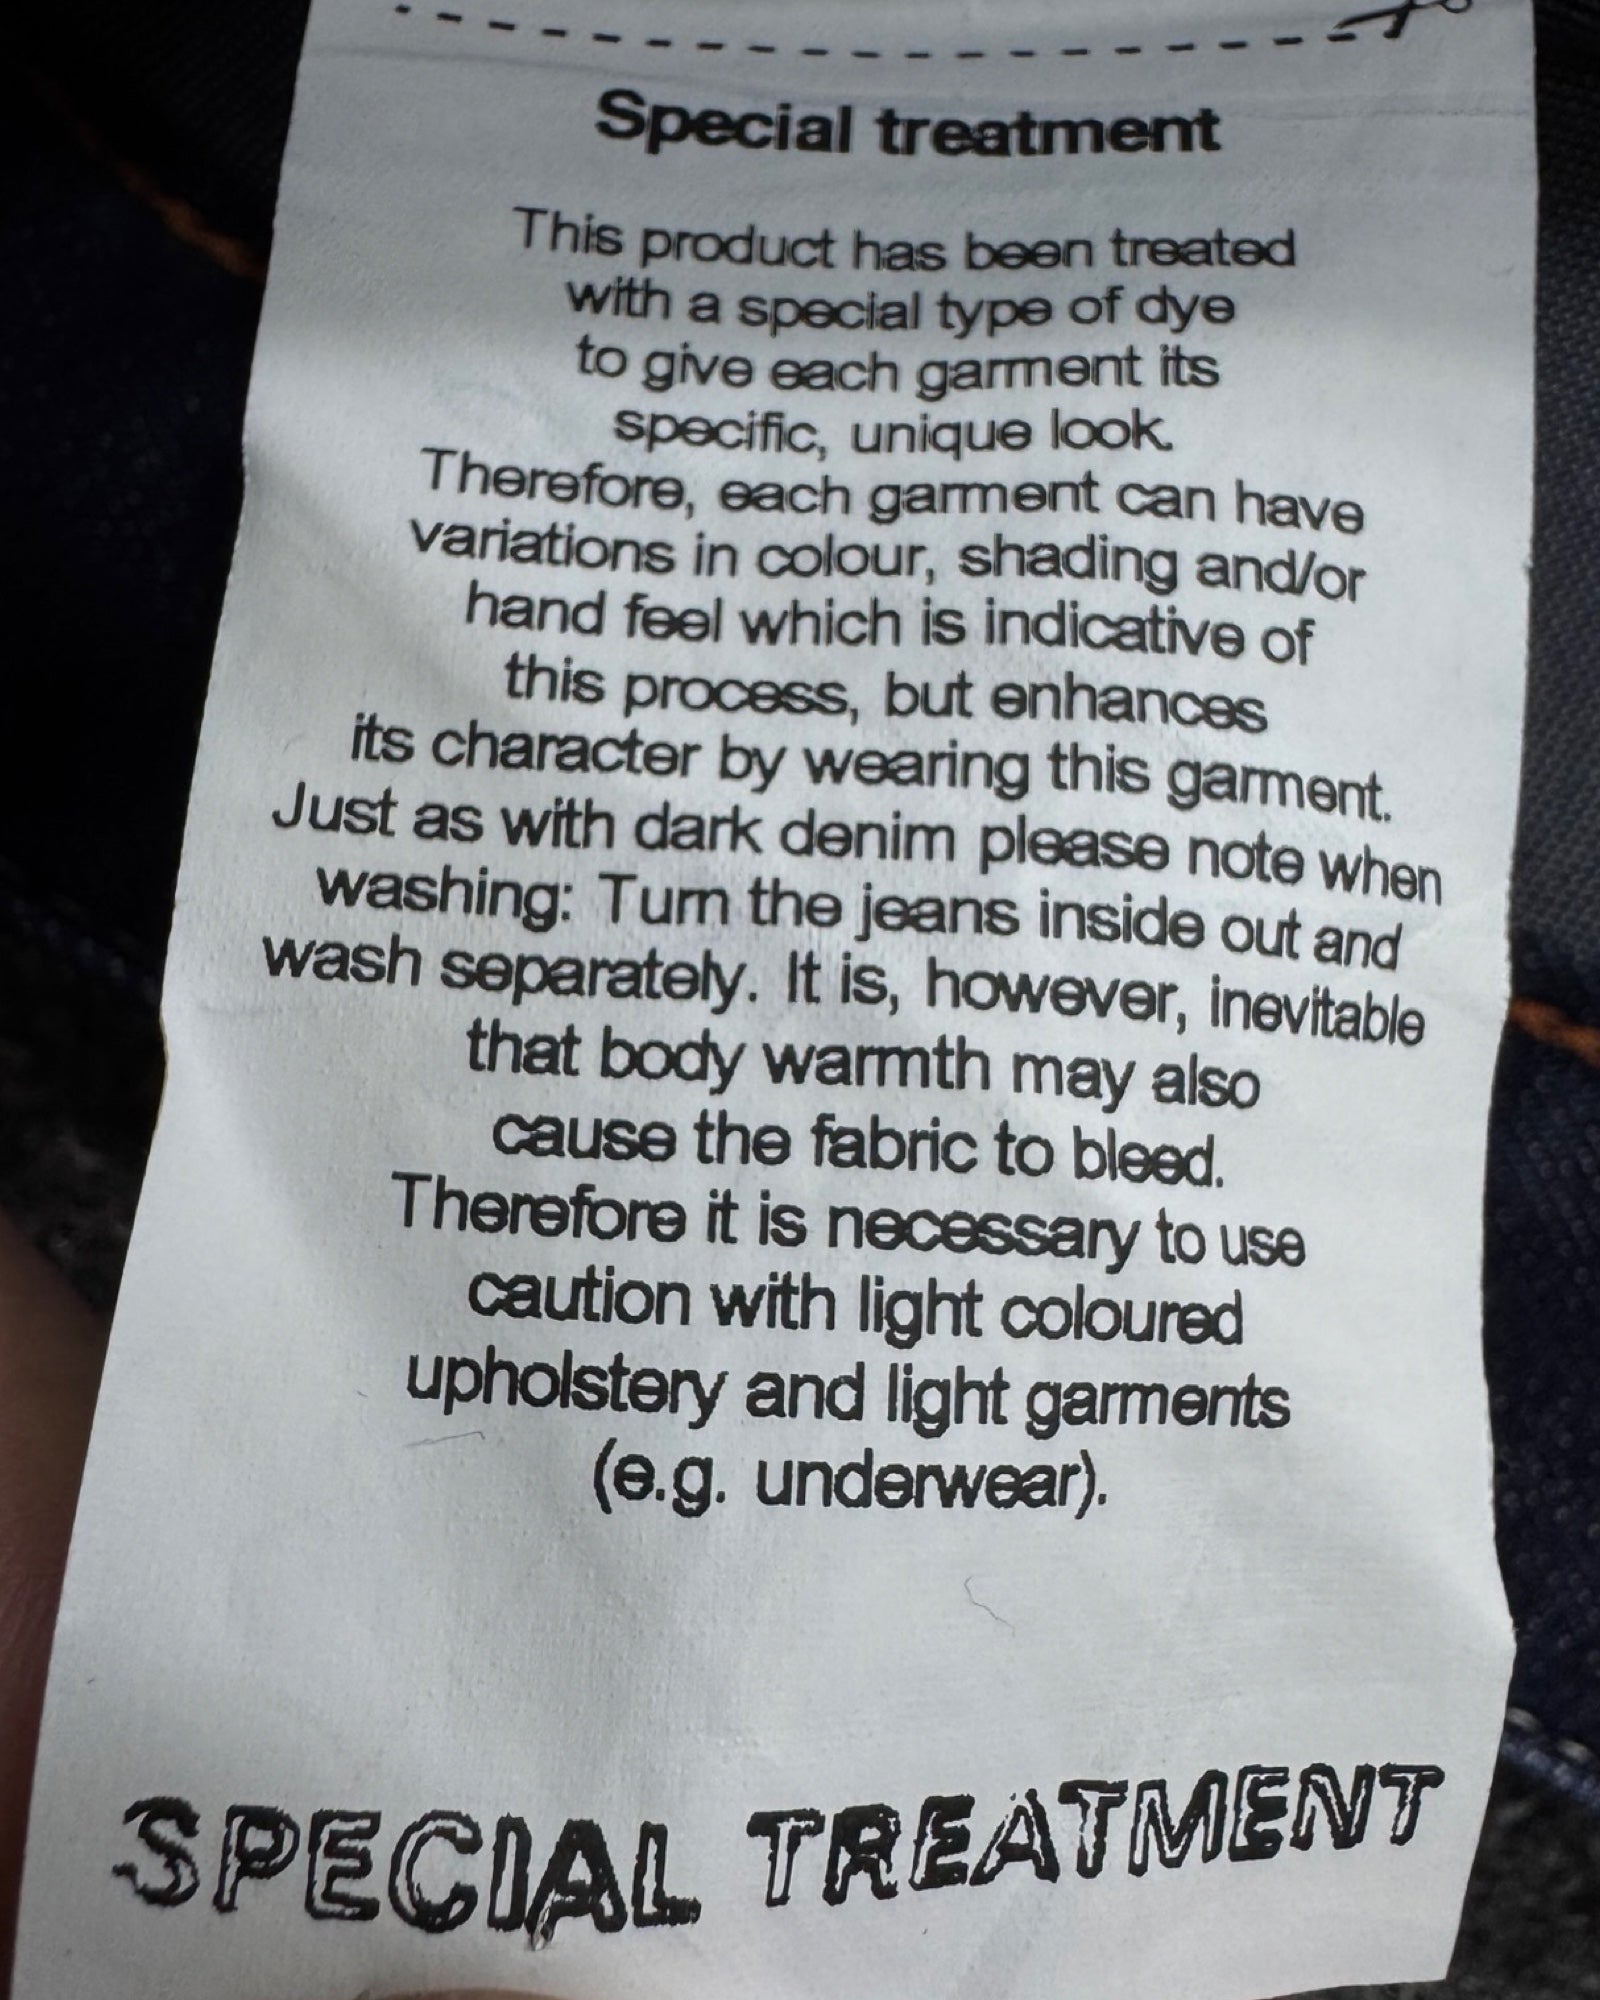 Special treatment
This product has been treated
with a special type of dye
to give each garment its
specific, unique look.
Therefore, each garment can have
variations in colour, shading and/or
hand feel which is indicative of
this process, but enhances
its character by wearing this garment.
Just as with dark denim please note when
washing: Turn the jeans inside out and
wash separately. It is, however, inevitable
that body warmth may also
cause the fabric to bleed.
Therefore it is necessary to use
caution with light coloured
upholstery and light garments
(e.g. underwear).
SPECIAL TREATMENT